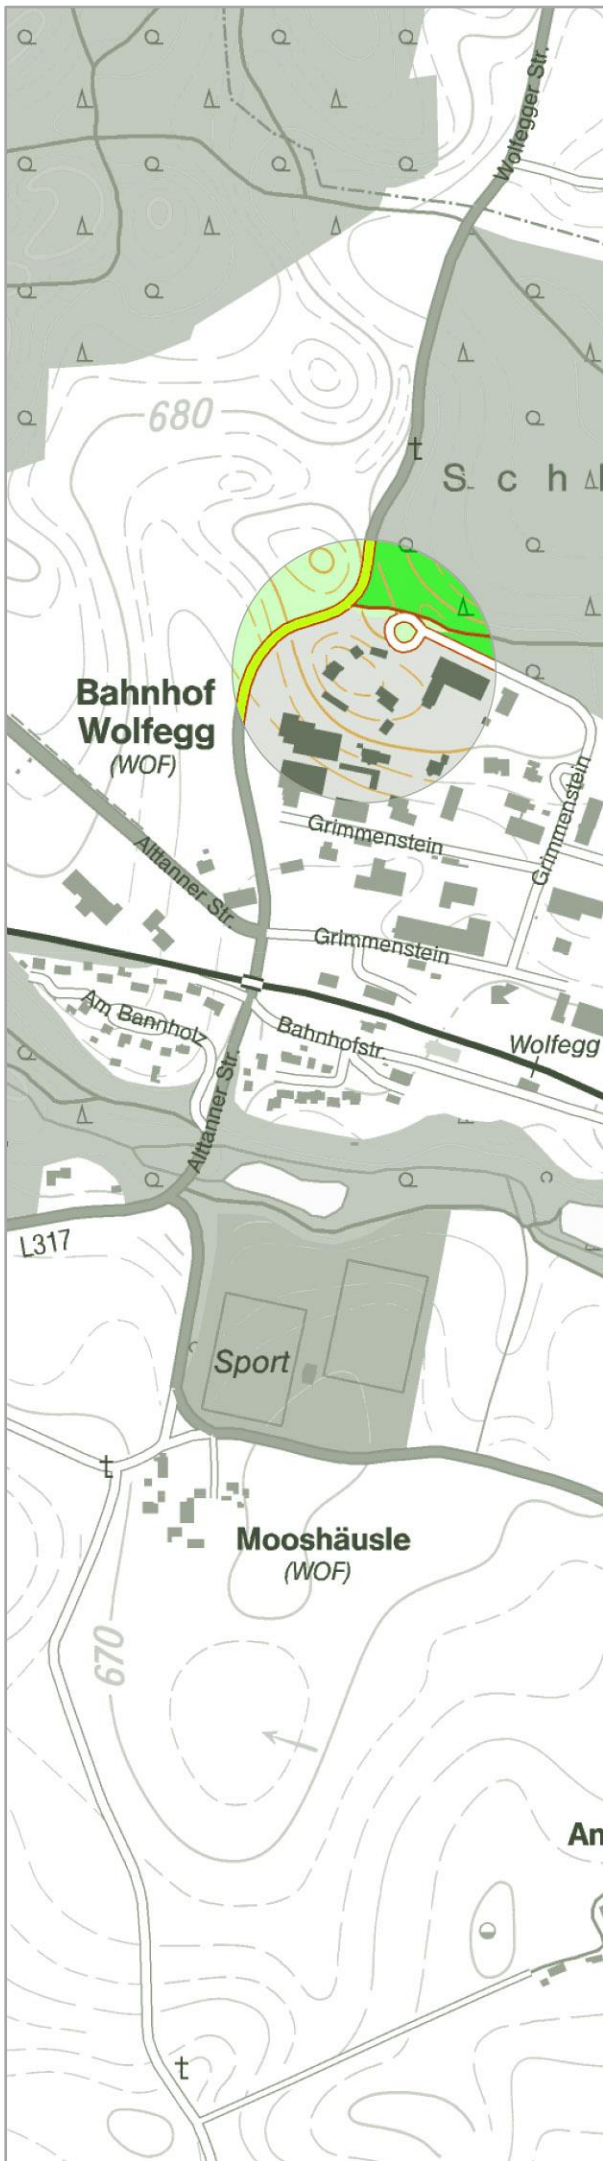 Wolfegger Str.
680
S c h
Bahnhof
Wolfegg
(WOF)
Grimmenstein
Grimmenstein
Alttanner Str.
Grimmenstein
Am Bannholz
Bahnhofstr.
Wolfegg
Alttanner Str.
L317
Sport
Mooshäusle
(WOF)
670
An